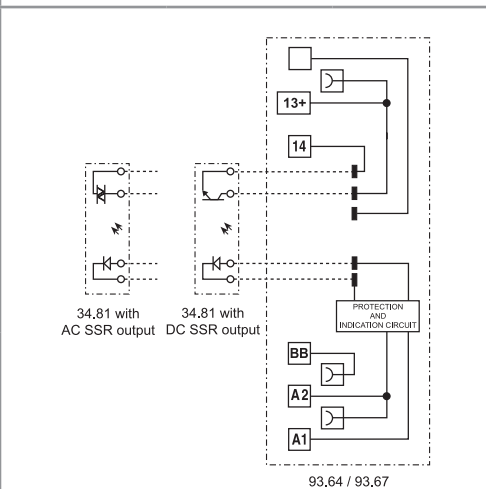 13+
14
34.81 with
AC SSR output
34.81 with
DC SSR output
PROTECTION
AND
INDICATION CIRCUIT
BB
A2
A1
93.64 / 93.67